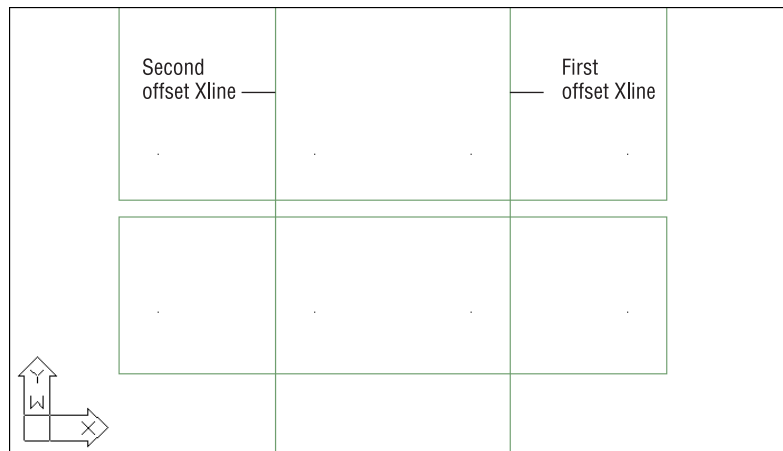 Second
offset Xline
First
offset Xline
Y
W
X